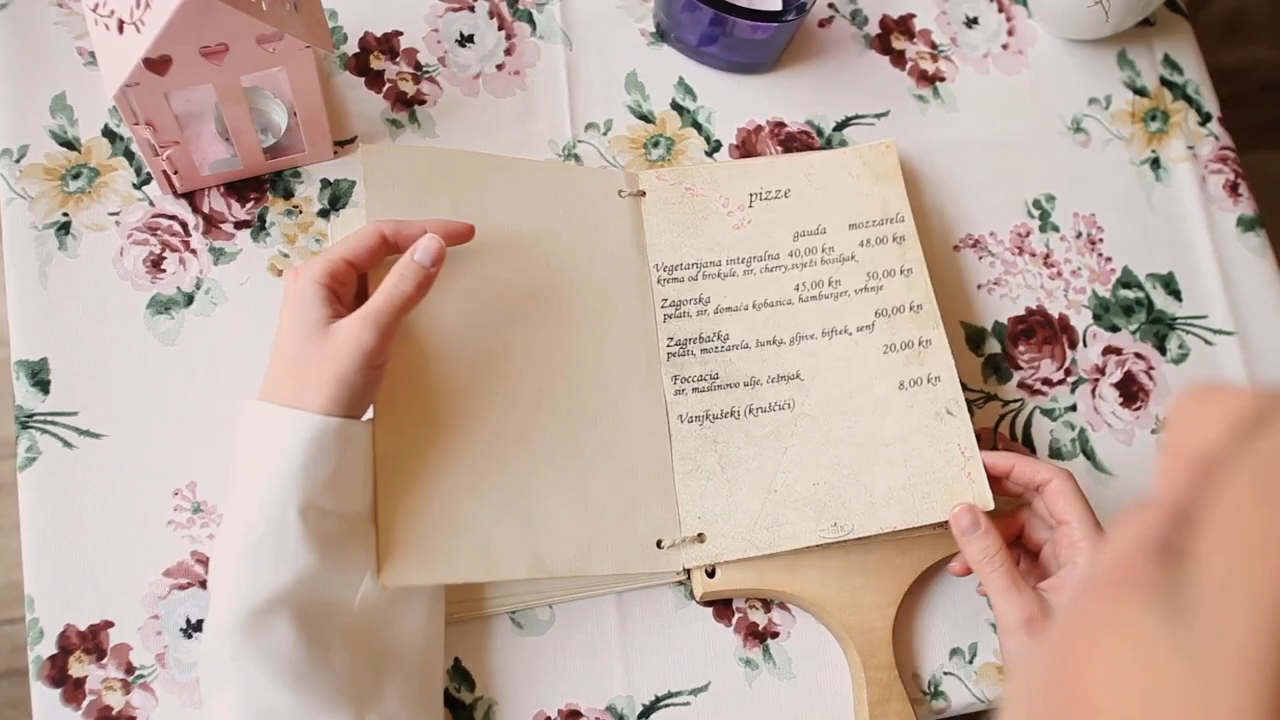 pizze
gauda mozzarela
Vegetarijana integralna 40,00 kn 48,00 kn
krema od brokule, sir, cherry,svježi bosiljak
Zagorska 45,00 kn 50,00 kn
pelati, sir, domaća kobasica, hamburger, vrhnje
Zagrebačka 60,00 kn
pelati, mozzarela, šunka, gljive, biftek, senf
Foccacia 20,00 kn
sir, maslinovo ulje, češnjak
Vanjkušeki (kruščići) 8,00 kn